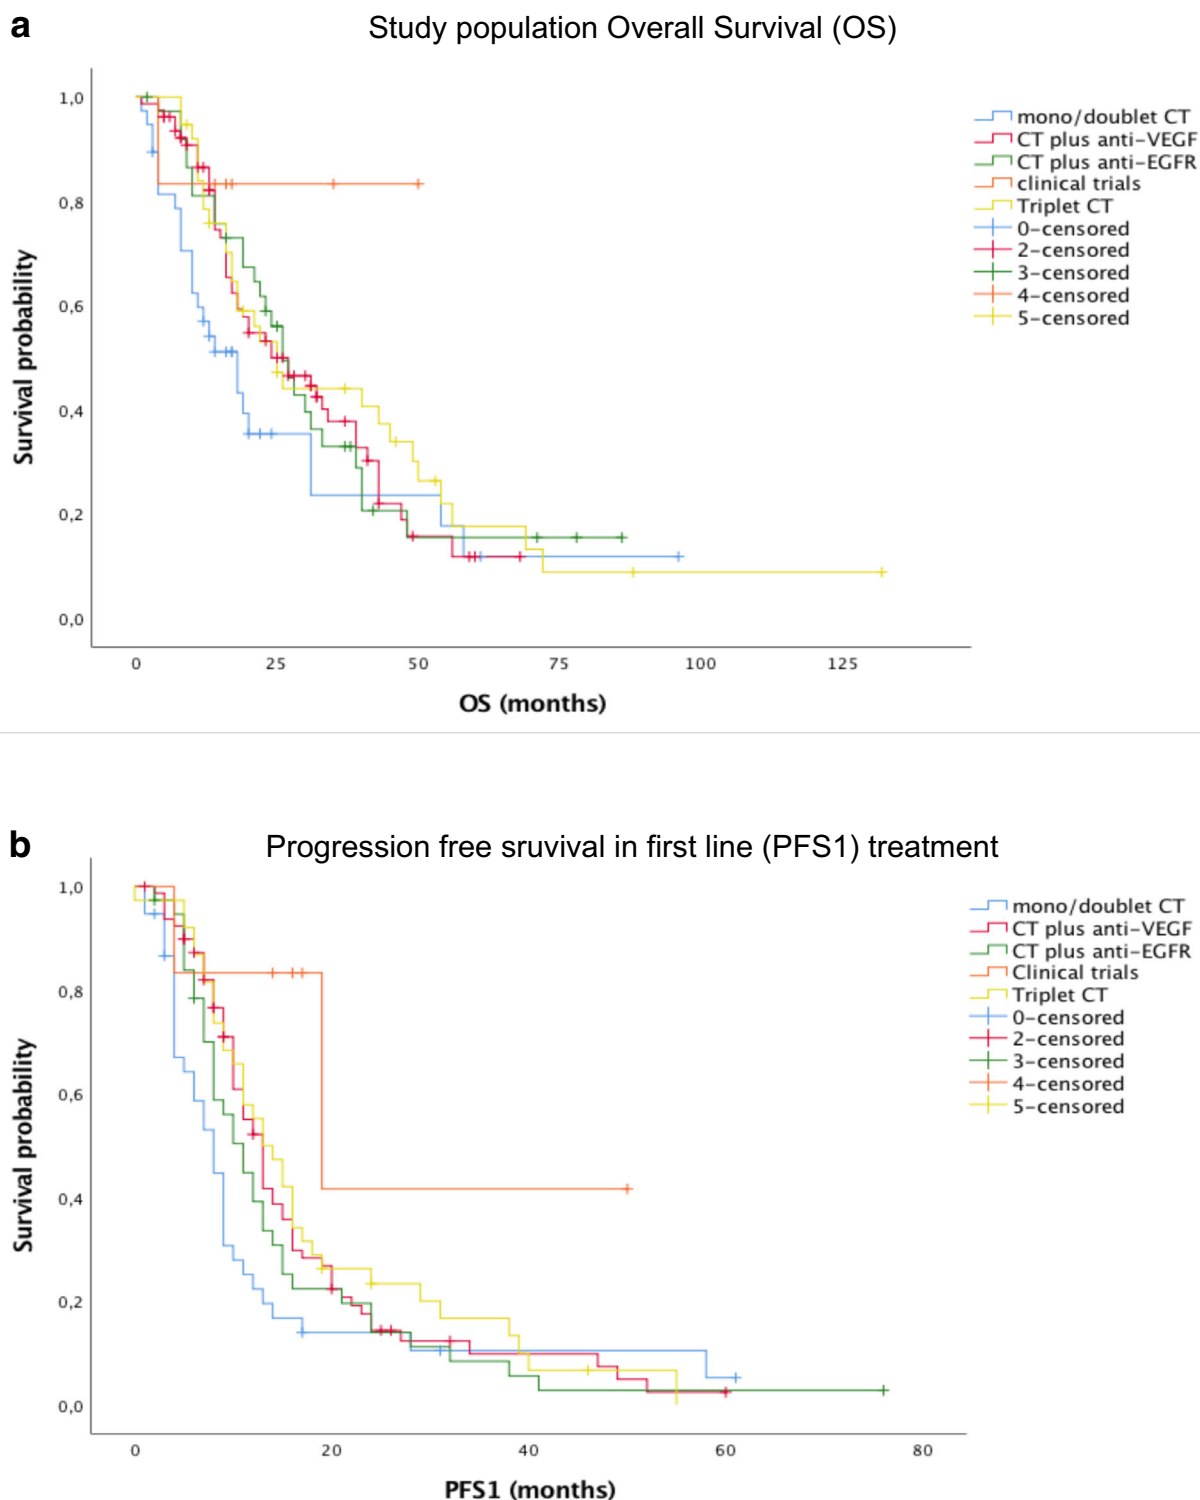 a
Study population Overall Survival (OS)
1,0
0,8
0,6
0,4
0,2
0,0
Survival probability
0 25 50 75 100 125
OS (months)
mono/doublet CT
CT plus anti-VEGF
CT plus anti-EGFR
clinical trials
Triplet CT
0-censored
2-censored
3-censored
4-censored
5-censored
b
Progression free sruvival in first line (PFS1) treatment
1,0
0,8
0,6
0,4
0,2
0,0
Survival probability
0 20 40 60 80
PFS1 (months)
mono/doublet CT
CT plus anti-VEGF
CT plus anti-EGFR
Clinical trials
Triplet CT
0-censored
2-censored
3-censored
4-censored
5-censored